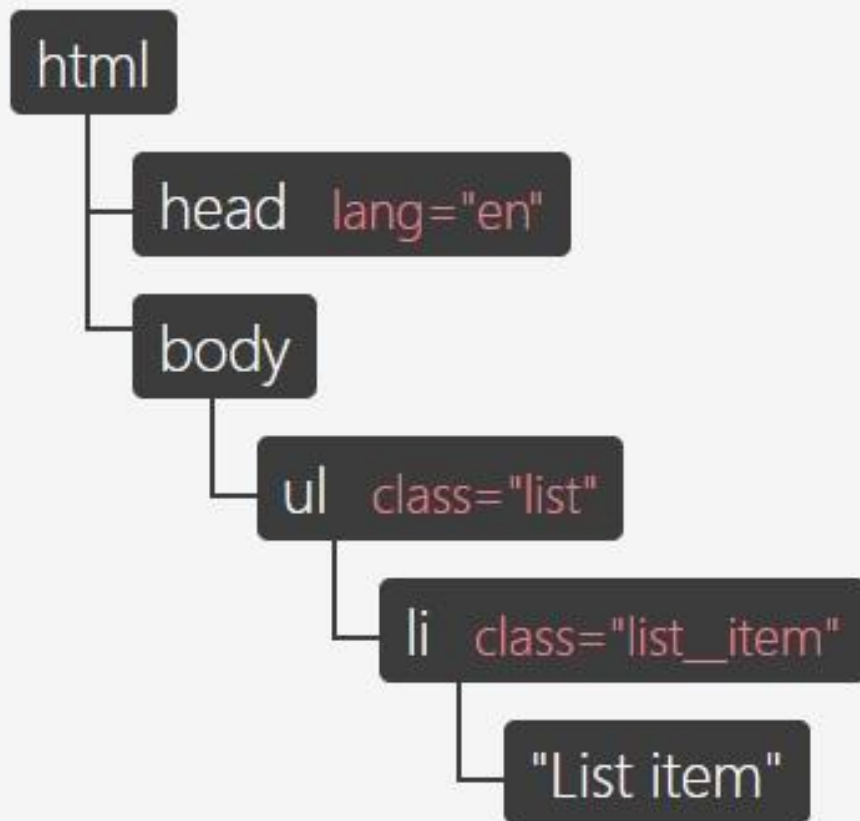 html
head lang="en"
body
ul class="list"
li class="list__item"
"List item"